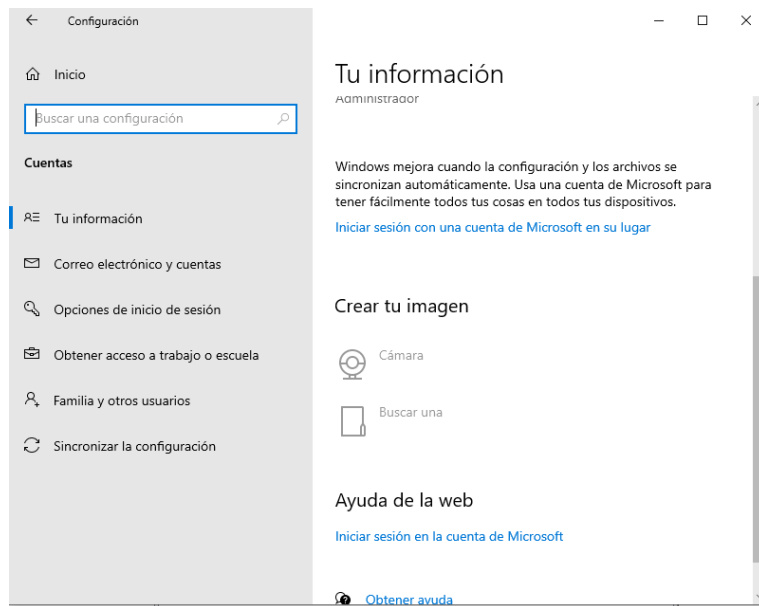 Configuración
Inicio
Buscar una configuración
Cuentas
Tu información
Correo electrónico y cuentas
Opciones de inicio de sesión
Obtener acceso a trabajo o escuela
Familia y otros usuarios
Sincronizar la configuración
Tu información
Administrador
Windows mejora cuando la configuración y los archivos se
sincronizan automáticamente. Usa una cuenta de Microsoft para
tener fácilmente todos tus cosas en todos tus dispositivos.
Iniciar sesión con una cuenta de Microsoft en su lugar
Crear tu imagen
Cámara
Buscar una
Ayuda de la web
Iniciar sesión en la cuenta de Microsoft
Obtener ayuda